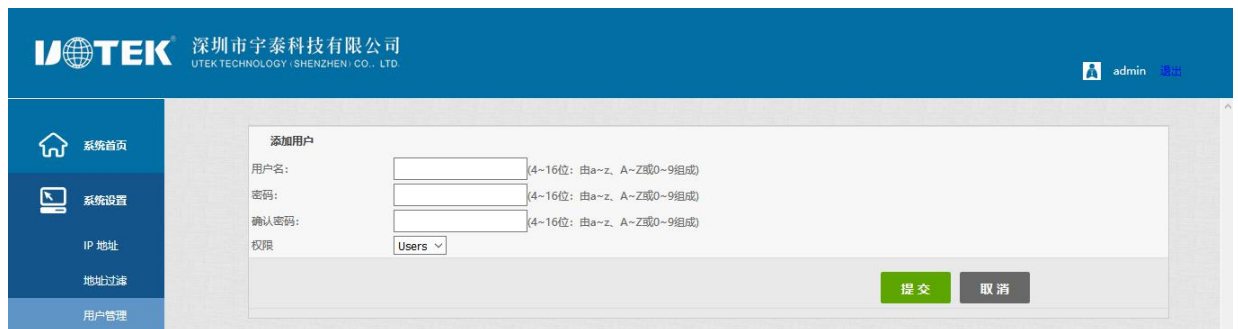 UOTEK®
深圳市宇泰科技有限公司
UTEK TECHNOLOGY (SHENZHEN) CO., LTD.
admin 退出
系统首页
系统设置
IP 地址
地址过滤
用户管理
添加用户
用户名:
(4~16位: 由a~z、A~Z或0~9组成)
密码:
(4~16位: 由a~z、A~Z或0~9组成)
确认密码:
(4~16位: 由a~z、A~Z或0~9组成)
权限
Users
提交
取消